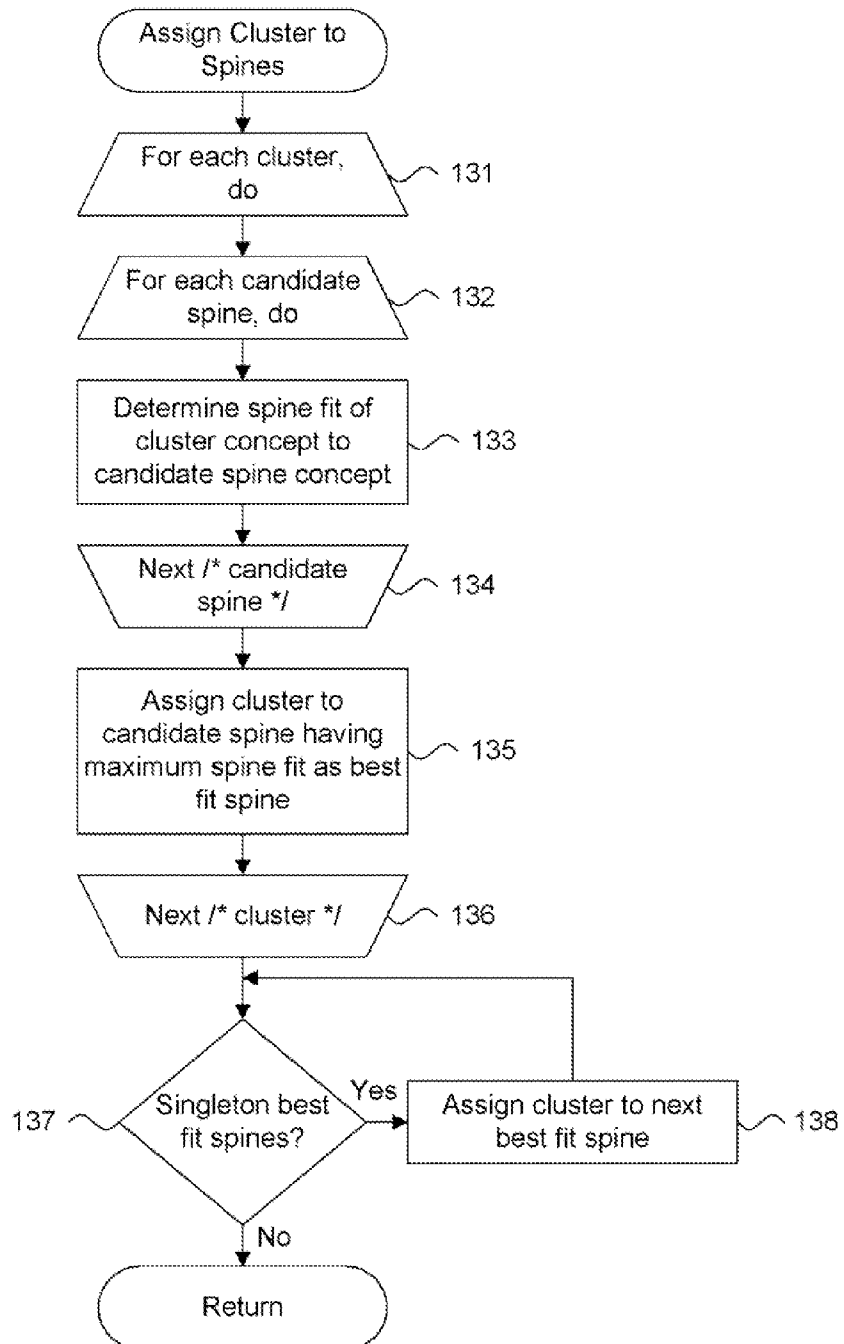 Assign Cluster to
Spines
For each cluster,
do
131
For each candidate
spine, do
132
Determine spine fit of
cluster concept to
candidate spine concept
133
Next /* candidate
spine */
134
Assign cluster to
candidate spine having
maximum spine fit as best
fit spine
135
Next /* cluster */
136
137
Singleton best
fit spines?
Yes
Assign cluster to next
best fit spine
138
No
Return